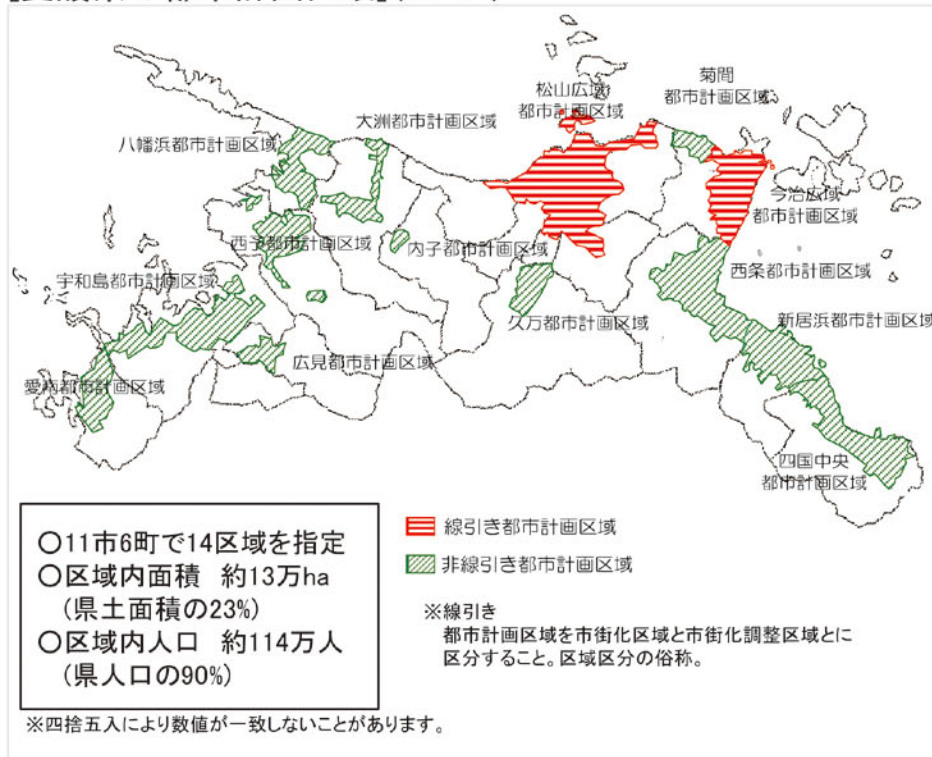 松山広域
都市計画区域
菊間
都市計画区域
大洲都市計画区域
八幡浜都市計画区域
今治広域
都市計画区域
西予都市計画区域
内子都市計画区域
西条都市計画区域
宇和島都市計画区域
久万都市計画区域
新居浜都市計画区域
広見都市計画区域
愛南都市計画区域
四国中央
都市計画区域
○11市6町で14区域を指定
○区域内面積 約13万ha
(県土面積の23%)
○区域内人口 約114万人
(県人口の90%)
線引き都市計画区域
非線引き都市計画区域
※線引き
都市計画区域を市街化区域と市街化調整区域とに
区分すること。区域区分の俗称。
※四捨五入により数値が一致しないことがあります。